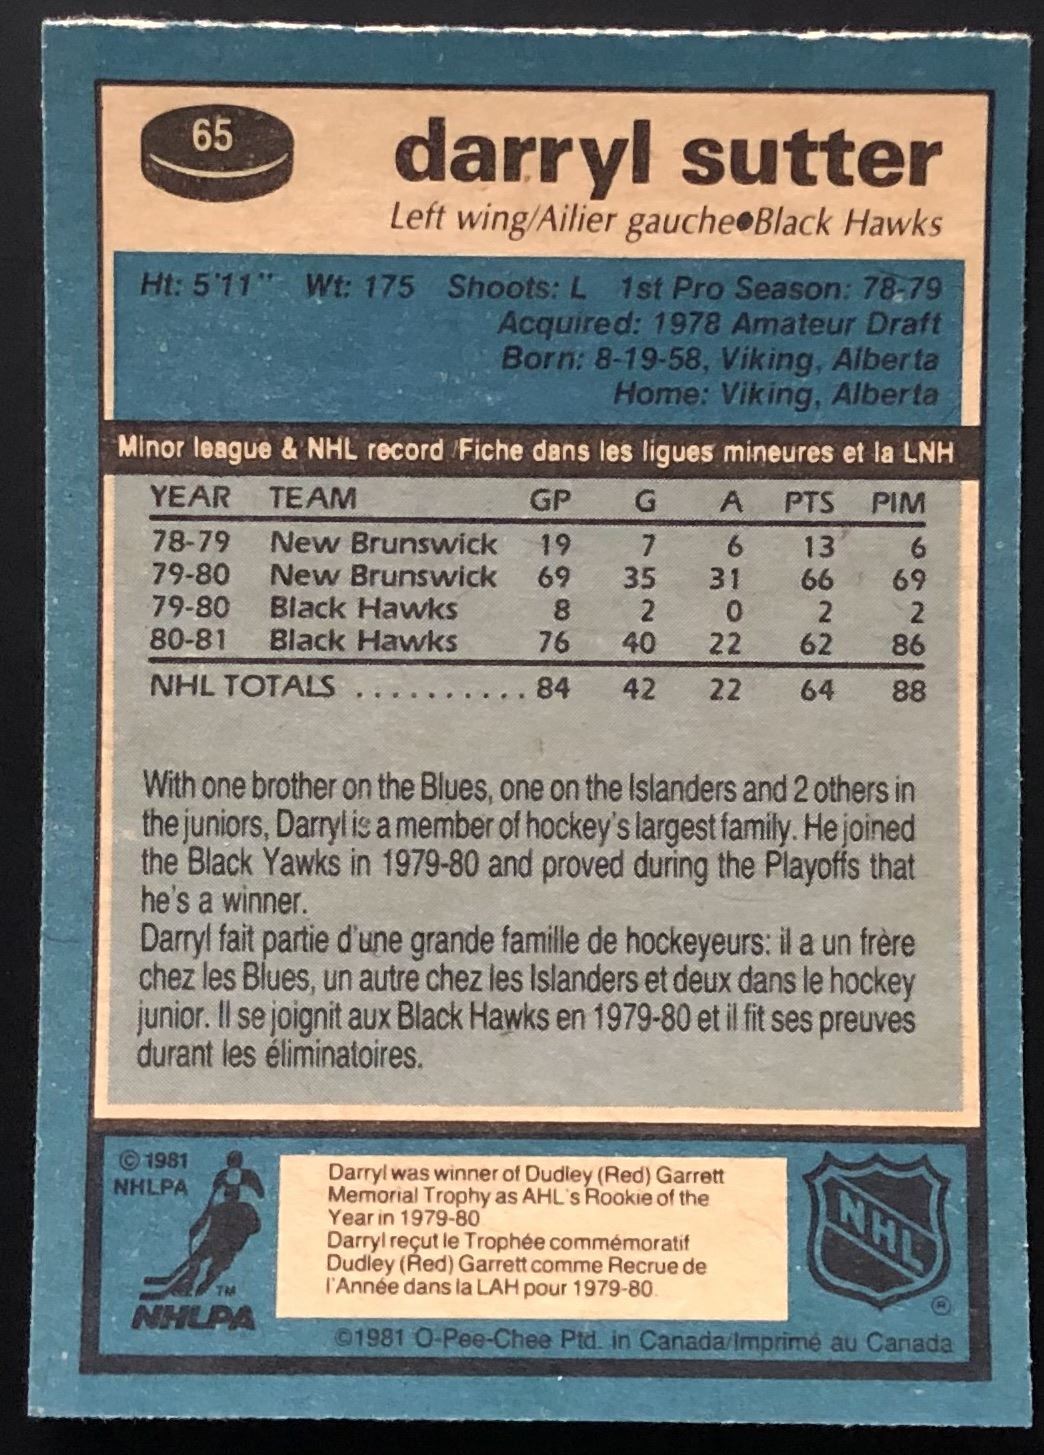 65
darryl sutter
Left wing/Ailier gauche●Black Hawks
Ht: 5'11" Wt: 175 Shoots: L 1st Pro Season: 78-79
Acquired: 1978 Amateur Draft
Born: 8-19-58, Viking, Alberta
Home: Viking, Alberta
Minor league & NHL record/Fiche dans les ligues mineures et la LNH
YEAR TEAM GP G A PTS PIM
78-79 New Brunswick 19 7 6 13 6
79-80 New Brunswick 69 35 31 66 69
79-80 Black Hawks 8 2 0 2 2
80-81 Black Hawks 76 40 22 62 86
NHL TOTALS .......... 84 42 22 64 88
With one brother on the Blues, one on the Islanders and 2 others in
the juniors, Darryl is a member of hockey's largest family. He joined
the Black Yawks in 1979-80 and proved during the Playoffs that
he's a winner.
Darryl fait partie d'une grande famille de hockeyeurs: il a un frère
chez les Blues, un autre chez les Islanders et deux dans le hockey
junior. Il se joignit aux Black Hawks en 1979-80 et il fit ses preuves
durant les éliminatoires.
© 1981
NHLPA
TM
NHLPA
Darryl was winner of Dudley (Red) Garrett
Memorial Trophy as AHL's Rookie of the
Year in 1979-80
Darryl reçut le Trophée commémoratif
Dudley (Red) Garrett comme Recrue de
l'Année dans la LAH pour 1979-80.
NHL
®
©1981 O-Pee-Chee Ptd. in Canada/Imprimé au Canada